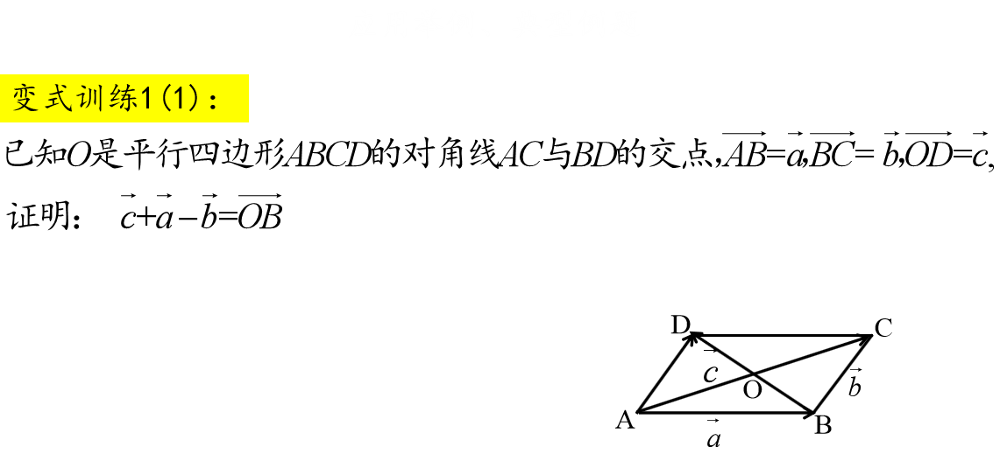 变式训练1(1):
已知O是平行四边形ABCD的对角线AC与BD的交点,$\overrightarrow{AB}$=$\vec{a}$,$\overrightarrow{BC}$=$\vec{b}$,$\overrightarrow{OD}$=$\vec{c}$,
证明: $\vec{c}$+$\vec{a}$-$\vec{b}$=$\overrightarrow{OB}$
D
C
$\vec{c}$
O
$\vec{b}$
A
$\vec{a}$
B